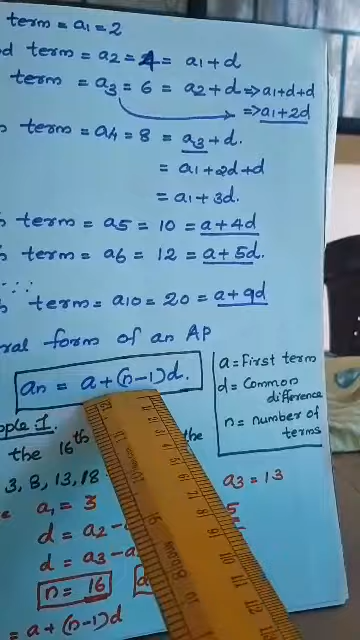 term = a1 = 2
d term = a2 = 4 = a1 + d
term = a3 = 6 = a2 + d => a1+d+d
=> a1+2d
term = a4 = 8 = a3 + d.
= a1 + 2d + d
= a1 + 3d.
term = a5 = 10 = a+4d
term = a6 = 12 = a+5d.
term = a10 = 20 = a+9d
ral form of an AP
an = a + (n-1)d.
a = First term
d = Common
difference
n = number of
terms
ple 1.
the 16th the
3, 8, 13, 18
a3 = 13
a1 = 3
5
d = a2 -
d = a3 - a
n = 16
= a + (n-1)d